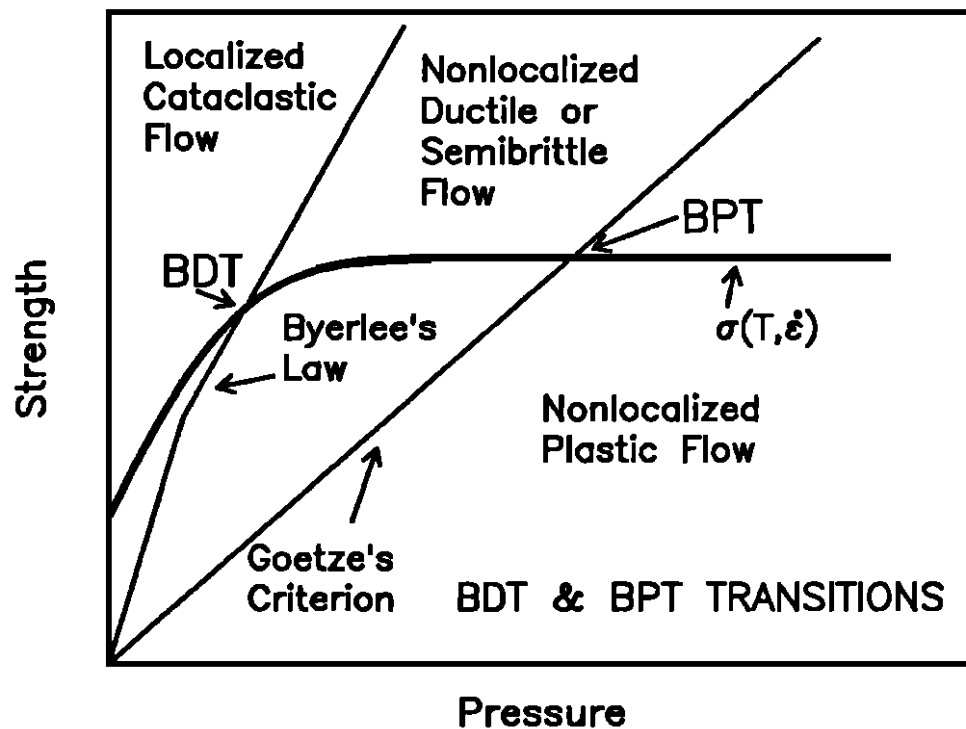 Localized
Cataclastic
Flow
Nonlocalized
Ductile or
Semibrittle
Flow
BPT
BDT
σ(T,ε̇)
Byerlee's
Law
Nonlocalized
Plastic Flow
Goetze's
Criterion
BDT & BPT TRANSITIONS
Strength
Pressure